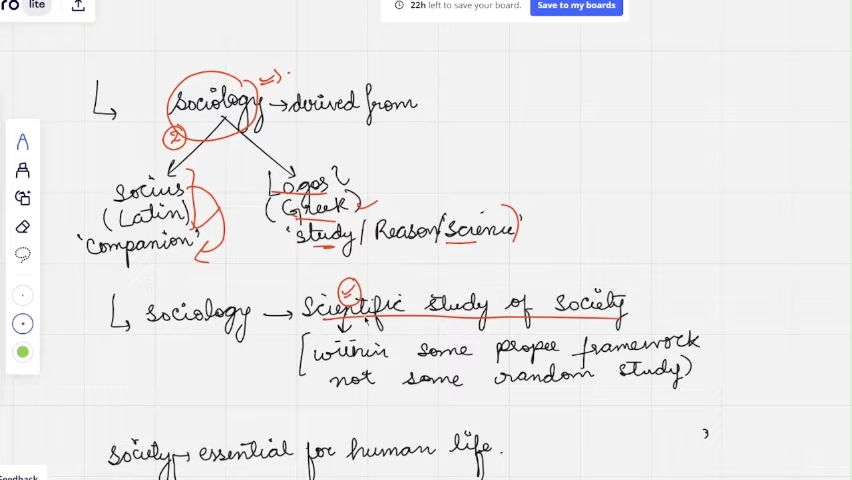 ro lite
22h left to save your board. Save to my boards
Sociology → derived from
2
Socius Logos
(Latin) (Greek)
'companion' 'study / Reason / Science'
Sociology → Scientific study of Society
(within some proper framework
not some random study)
3
Society → essential for human life.
Feedback